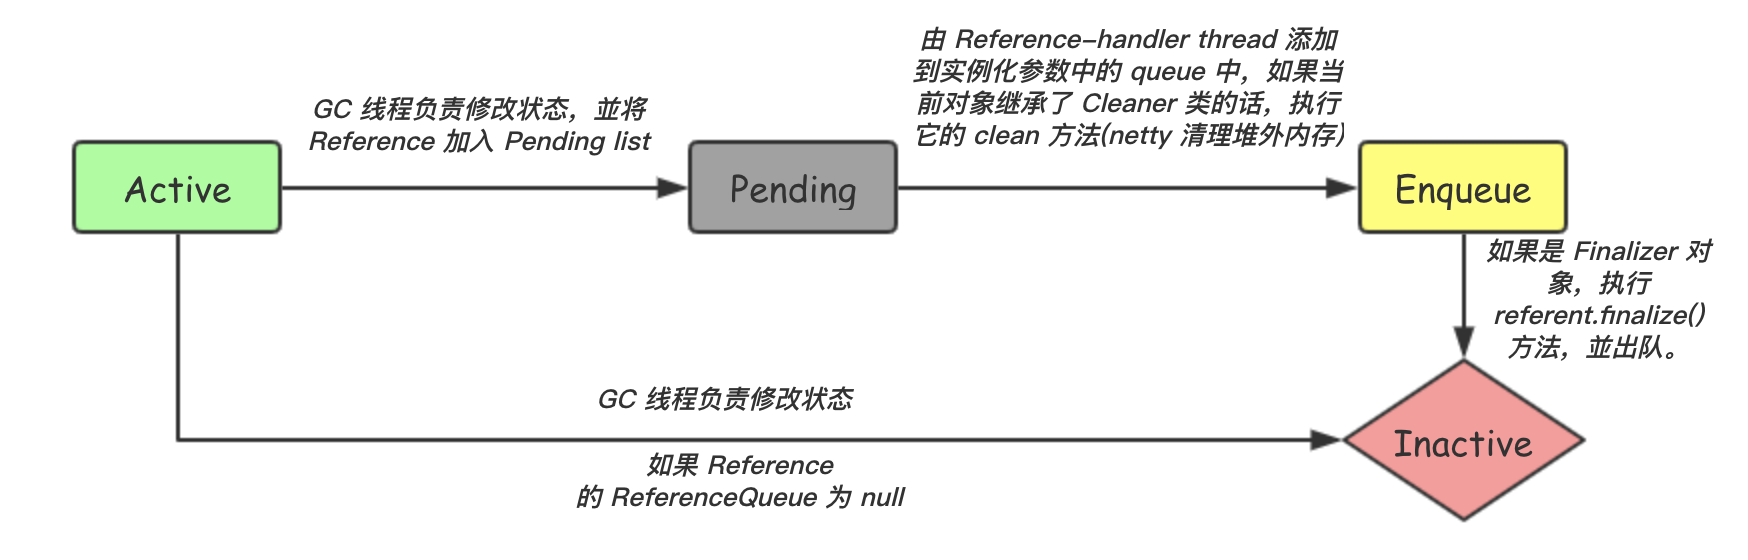 由 Reference-handler thread 添加
到实例化参数中的 queue 中，如果当
前对象继承了 Cleaner 类的话，执行
它的 clean 方法(netty 清理堆外内存)
GC 线程负责修改状态，並将
Reference 加入 Pending list
Active
Pending
Enqueue
如果是 Finalizer 对
象，执行
referent.finalize()
方法，並出队。
GC 线程负责修改状态
Inactive
如果 Reference
的 ReferenceQueue 为 null